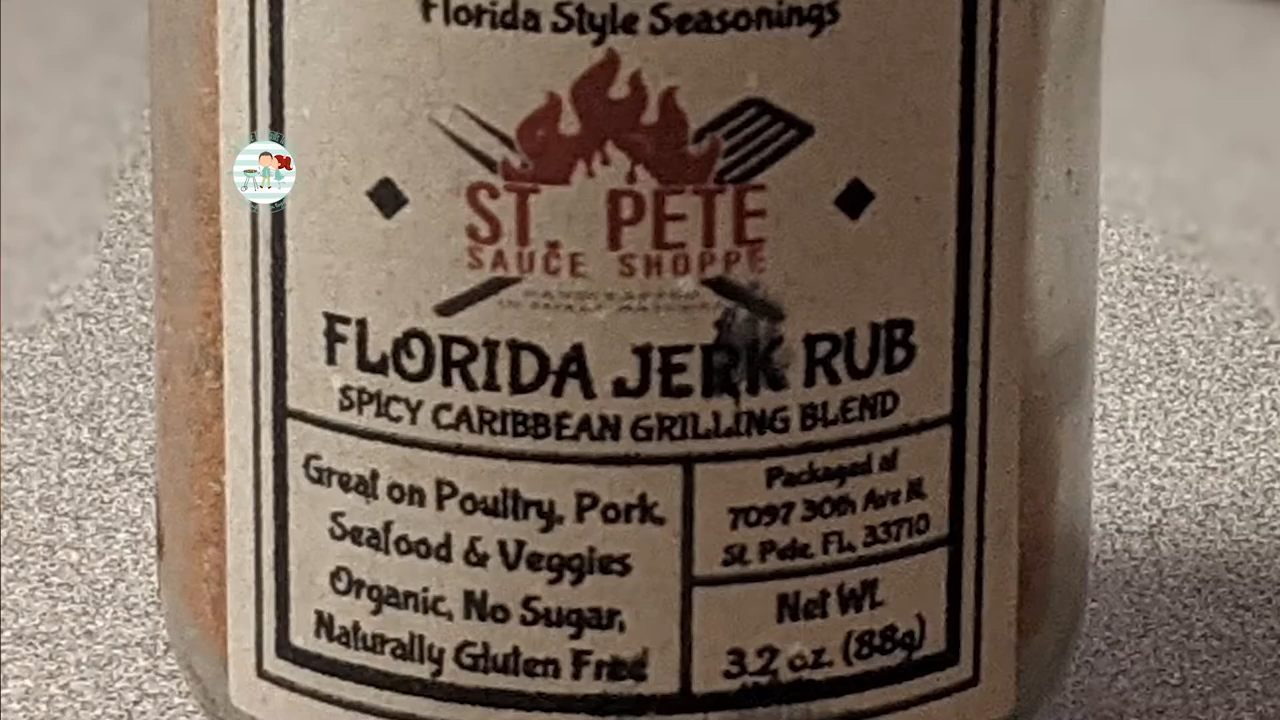 Florida Style Seasonings
ST. PETE
SAUCE SHOPPE
FLORIDA JERK RUB
SPICY CARIBBEAN GRILLING BLEND
Great on Poultry, Pork,
Seafood & Veggies
Organic, No Sugar,
Naturally Gluten Free
Packaged at
7097 30th Ave N.
St. Pete, FL, 33710
Net Wt.
3.2 oz. (88g)